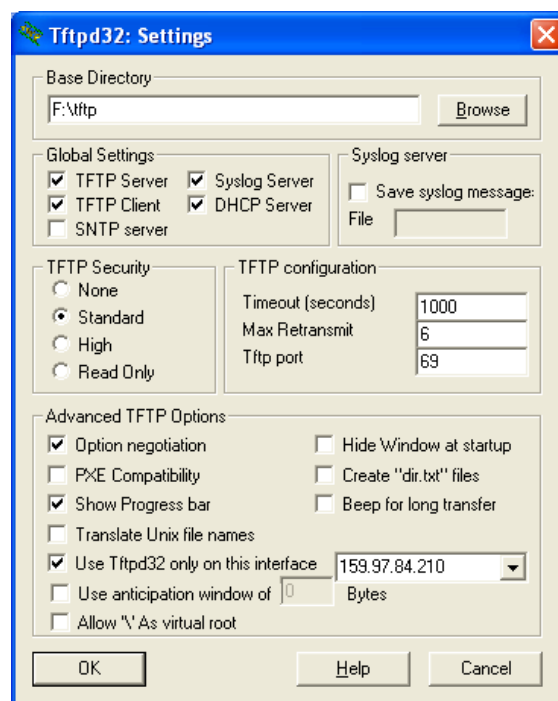 Tftpd32: Settings
Base Directory
F:\tftp
Browse
Global Settings
TFTP Server
Syslog Server
TFTP Client
DHCP Server
SNTP server
Syslog server
Save syslog message:
File
TFTP Security
None
Standard
High
Read Only
TFTP configuration
Timeout (seconds) 1000
Max Retransmit 6
Tftp port 69
Advanced TFTP Options
Option negotiation
Hide Window at startup
PXE Compatibility
Create "dir.txt" files
Show Progress bar
Beep for long transfer
Translate Unix file names
Use Tftpd32 only on this interface 159.97.84.210
Use anticipation window of 0 Bytes
Allow '\' As virtual root
OK
Help
Cancel